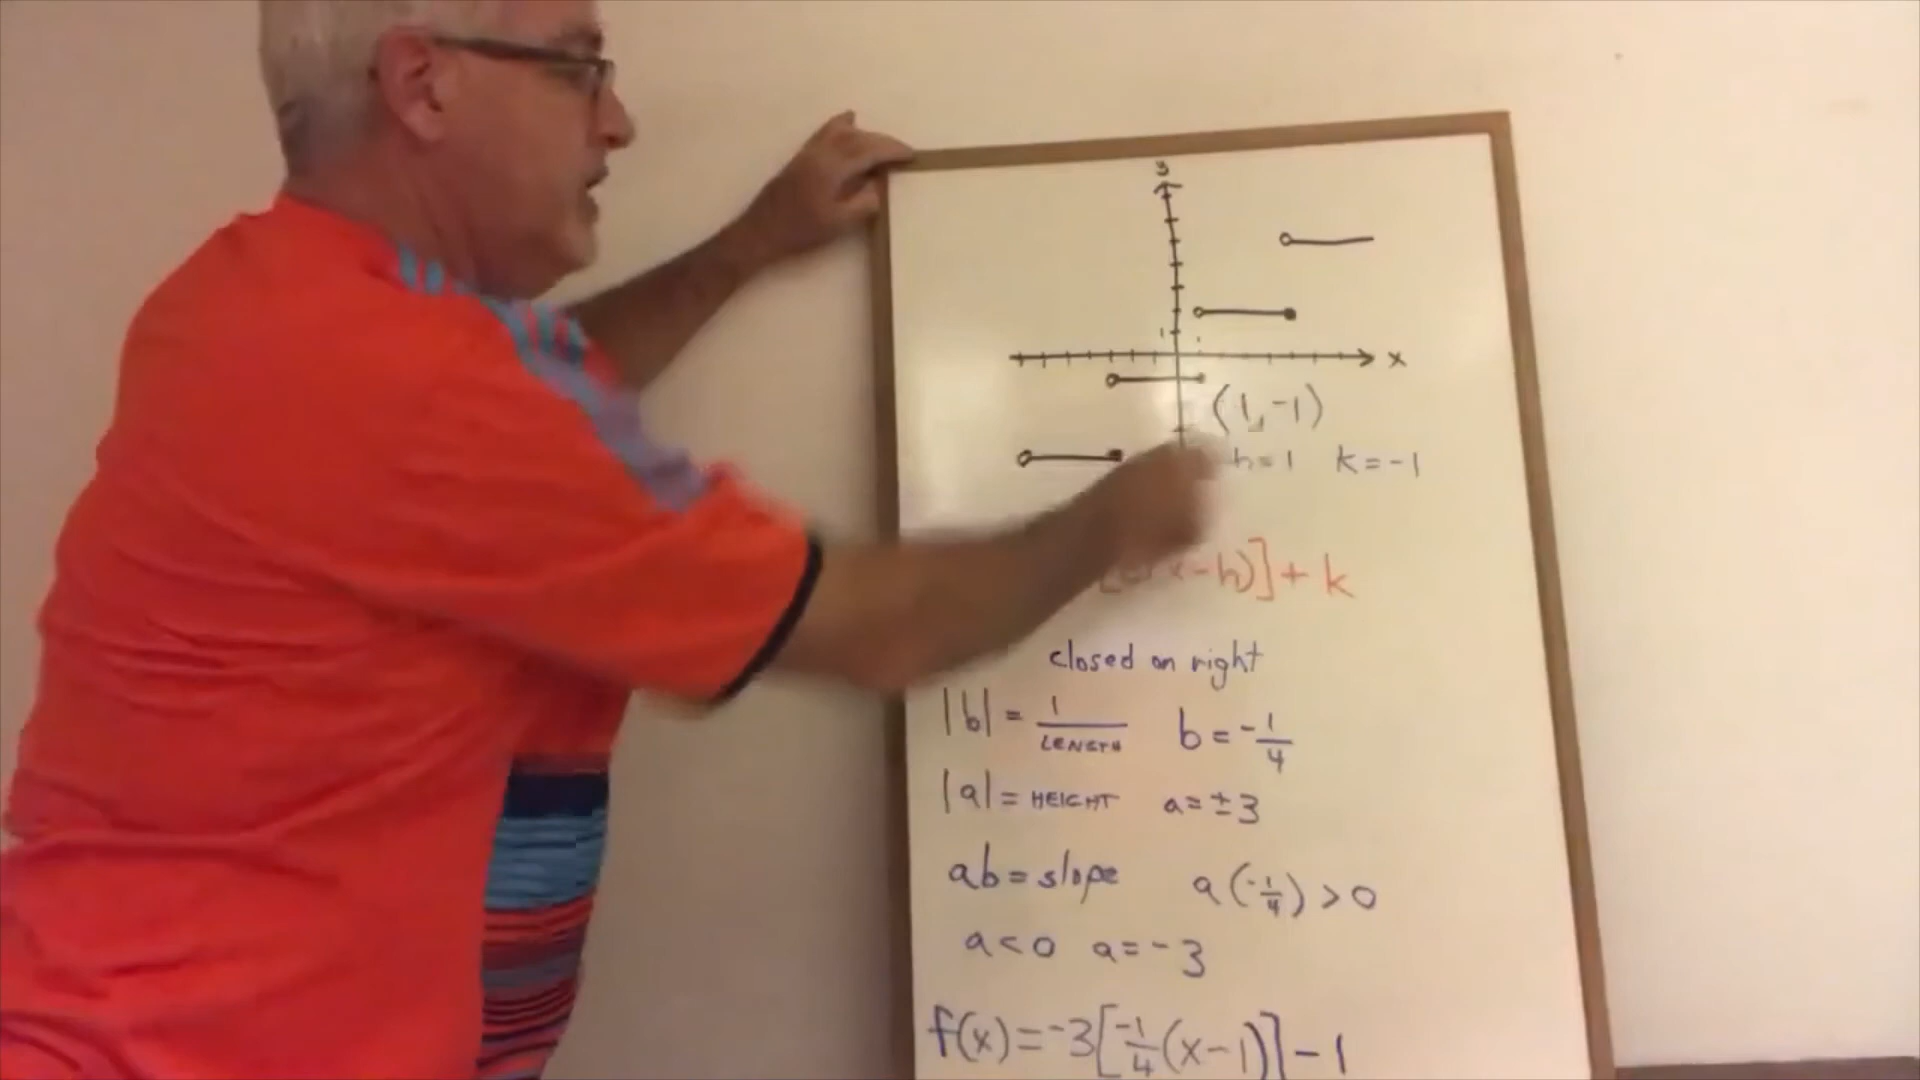 y
1
1
x
(1, -1)
h=1 k=-1
-h)]+ k
closed on right
|b| = 1/LENGTH b = -1/4
|a| = HEIGHT a = ± 3
ab = slope a(-1/4) > 0
a < 0 a = - 3
f(x) = -3[-1/4(x-1)] - 1